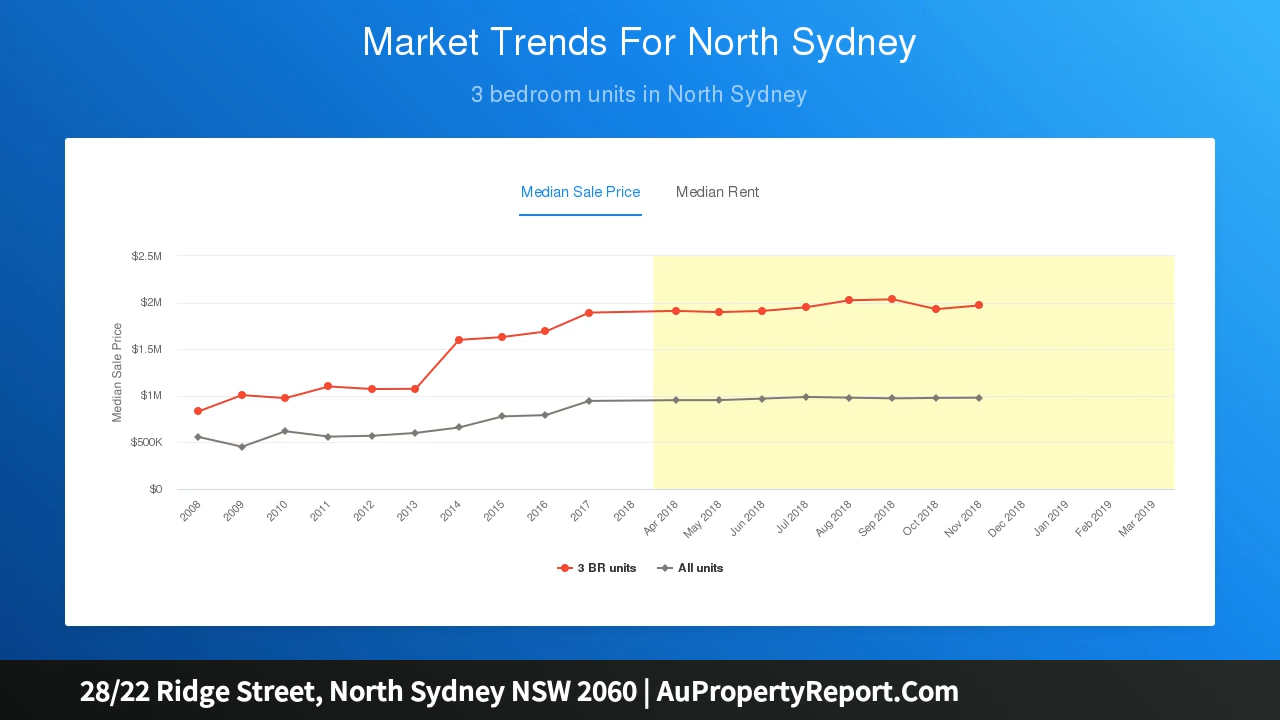 Market Trends For North Sydney
3 bedroom units in North Sydney
Median Sale Price Median Rent
Median Sale Price
$2.5M
$2M
$1.5M
$1M
$500K
$0
2008 2009 2010 2011 2012 2013 2014 2015 2016 2017 2018 Apr 2018 May 2018 Jun 2018 Jul 2018 Aug 2018 Sep 2018 Oct 2018 Nov 2018 Dec 2018 Jan 2019 Feb 2019 Mar 2019
3 BR units All units
28/22 Ridge Street, North Sydney NSW 2060 | AuPropertyReport.Com